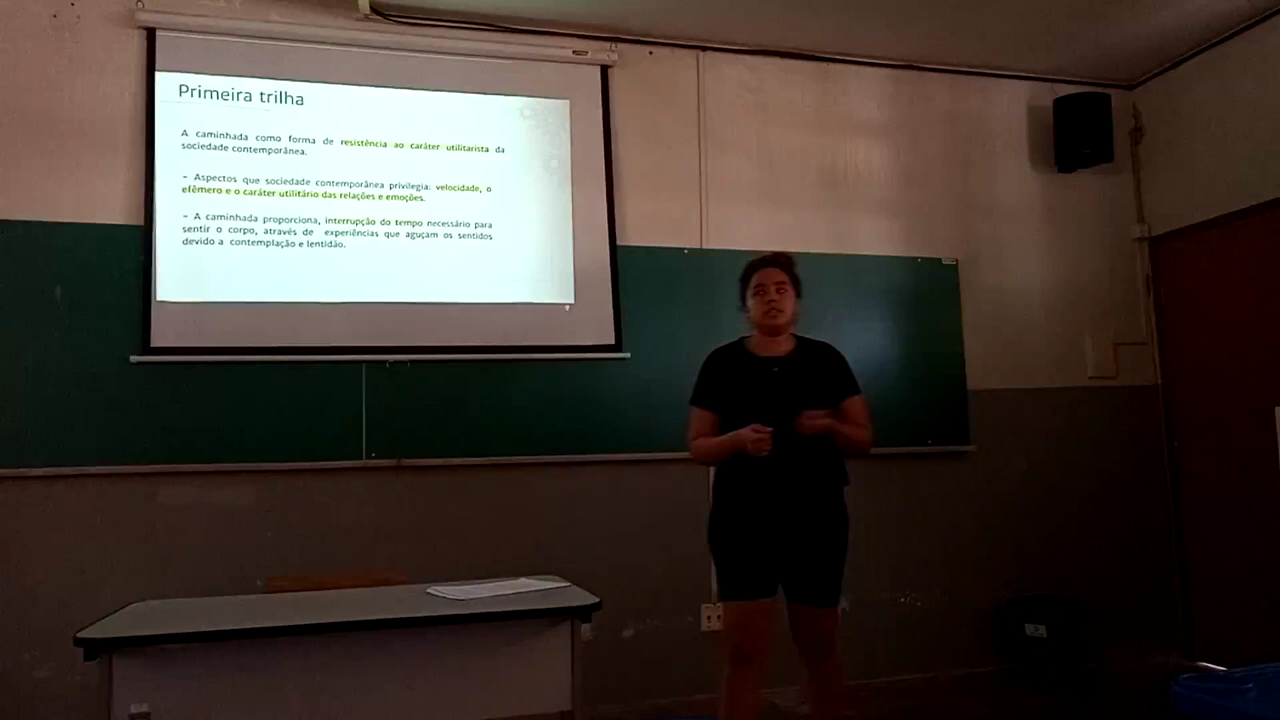 Primeira trilha
A caminhada como forma de resistência ao caráter utilitarista da
sociedade contemporânea.
- Aspectos que sociedade contemporânea privilegia: velocidade, o
efêmero e o caráter utilitário das relações e emoções.
- A caminhada proporciona, interrupção do tempo necessário para
sentir o corpo, através de experiências que aguçam os sentidos
devido a contemplação e lentidão.